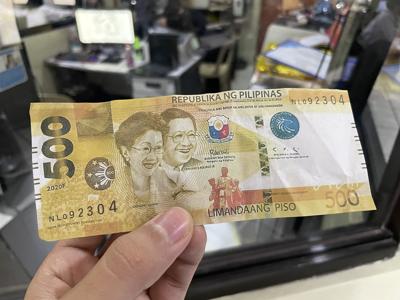 REPUBLIKA NG PILIPINAS
NL092304
500
2020F
NL092304
LIMANDAANG PISO
500